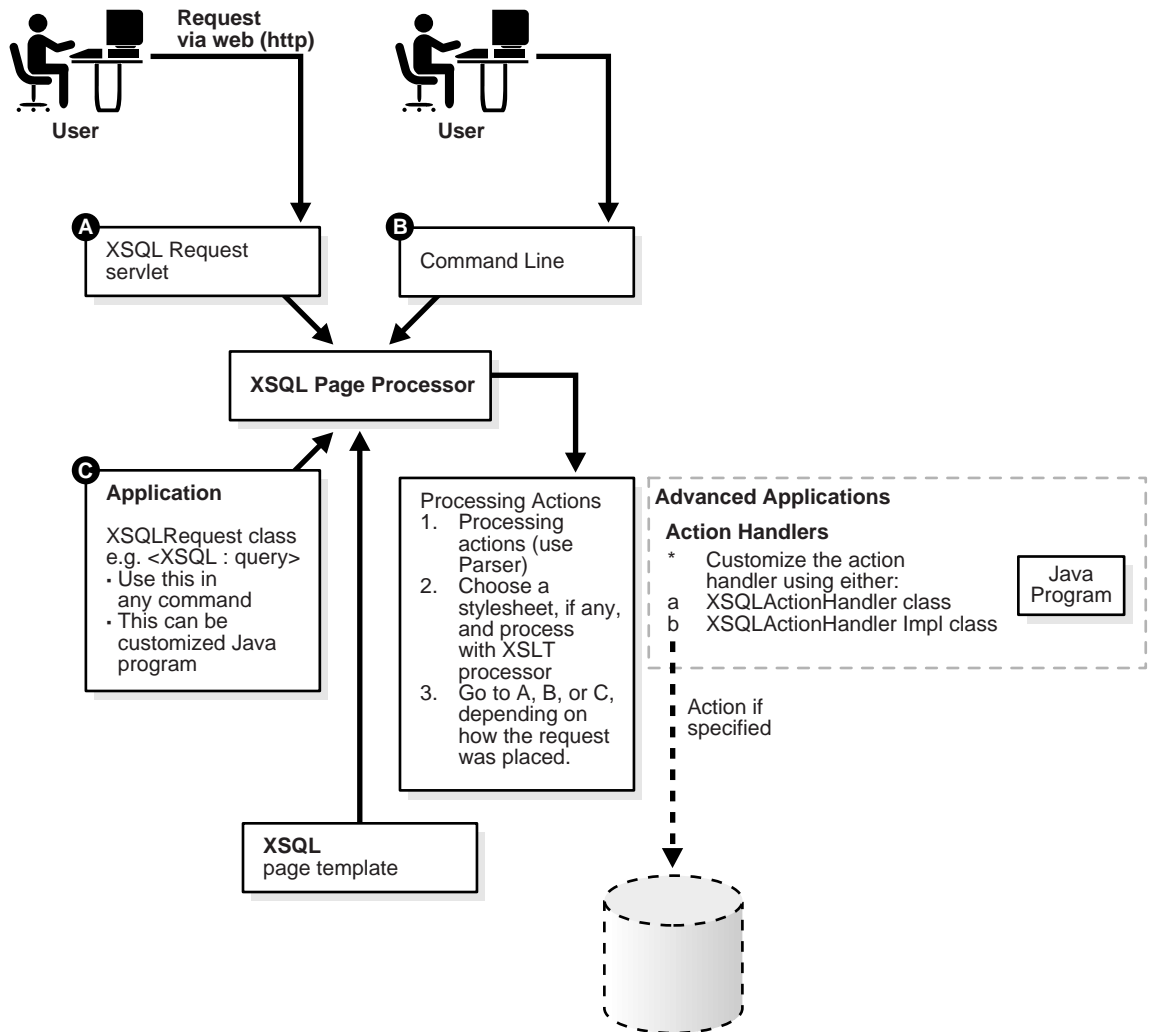 Request
via web (http)
User
User
A
XSQL Request
servlet
B
Command Line
XSQL Page Processor
C
Application
XSQLRequest class
e.g. <XSQL : query>
· Use this in
any command
· This can be
customized Java
program
Processing Actions
1. Processing
actions (use
Parser)
2. Choose a
stylesheet, if any,
and process
with XSLT
processor
3. Go to A, B, or C,
depending on
how the request
was placed.
Advanced Applications
Action Handlers
* Customize the action
handler using either:
a XSQLActionHandler class
b XSQLActionHandler Impl class
Java
Program
Action if
specified
XSQL
page template